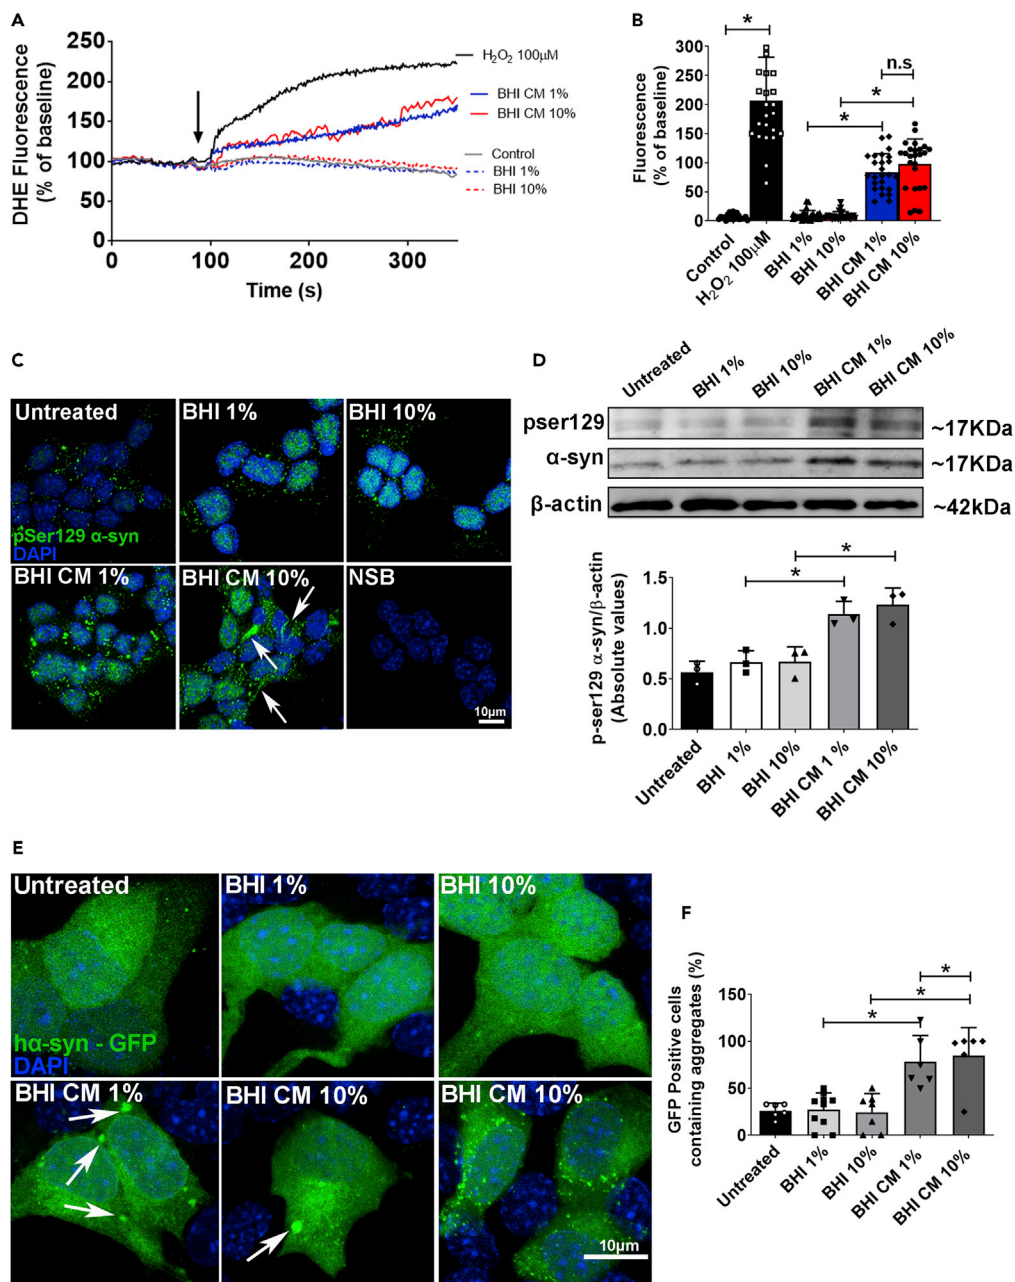 A
DHE Fluorescence
(% of baseline)
250
200
150
100
50
0
0
100
200
300
Time (s)
H₂O₂ 100μM
BHI CM 1%
BHI CM 10%
Control
BHI 1%
BHI 10%
B
Fluorescence
(% of baseline)
300
250
200
150
100
50
0
*
*
*
n.s
Control
H₂O₂ 100μM
BHI 1%
BHI 10%
BHI CM 1%
BHI CM 10%
C
Untreated
pSer129 α-syn
DAPI
BHI 1%
BHI 10%
BHI CM 1%
BHI CM 10%
NSB
10μm
D
Untreated
BHI 1%
BHI 10%
BHI CM 1%
BHI CM 10%
pser129
~17KDa
α-syn
~17KDa
β-actin
~42kDa
p-ser129 α-syn/β-actin
(Absolute values)
1.5
1.0
0.5
0.0
*
*
Untreated
BHI 1%
BHI 10%
BHI CM 1 %
BHI CM 10%
E
Untreated
hα-syn - GFP
DAPI
BHI 1%
BHI 10%
BHI CM 1%
BHI CM 10%
BHI CM 10%
10μm
F
GFP Positive cells
containing aggregates (%)
150
100
50
0
*
*
*
Untreated
BHI 1%
BHI 10%
BHI CM 1%
BHI CM 10%